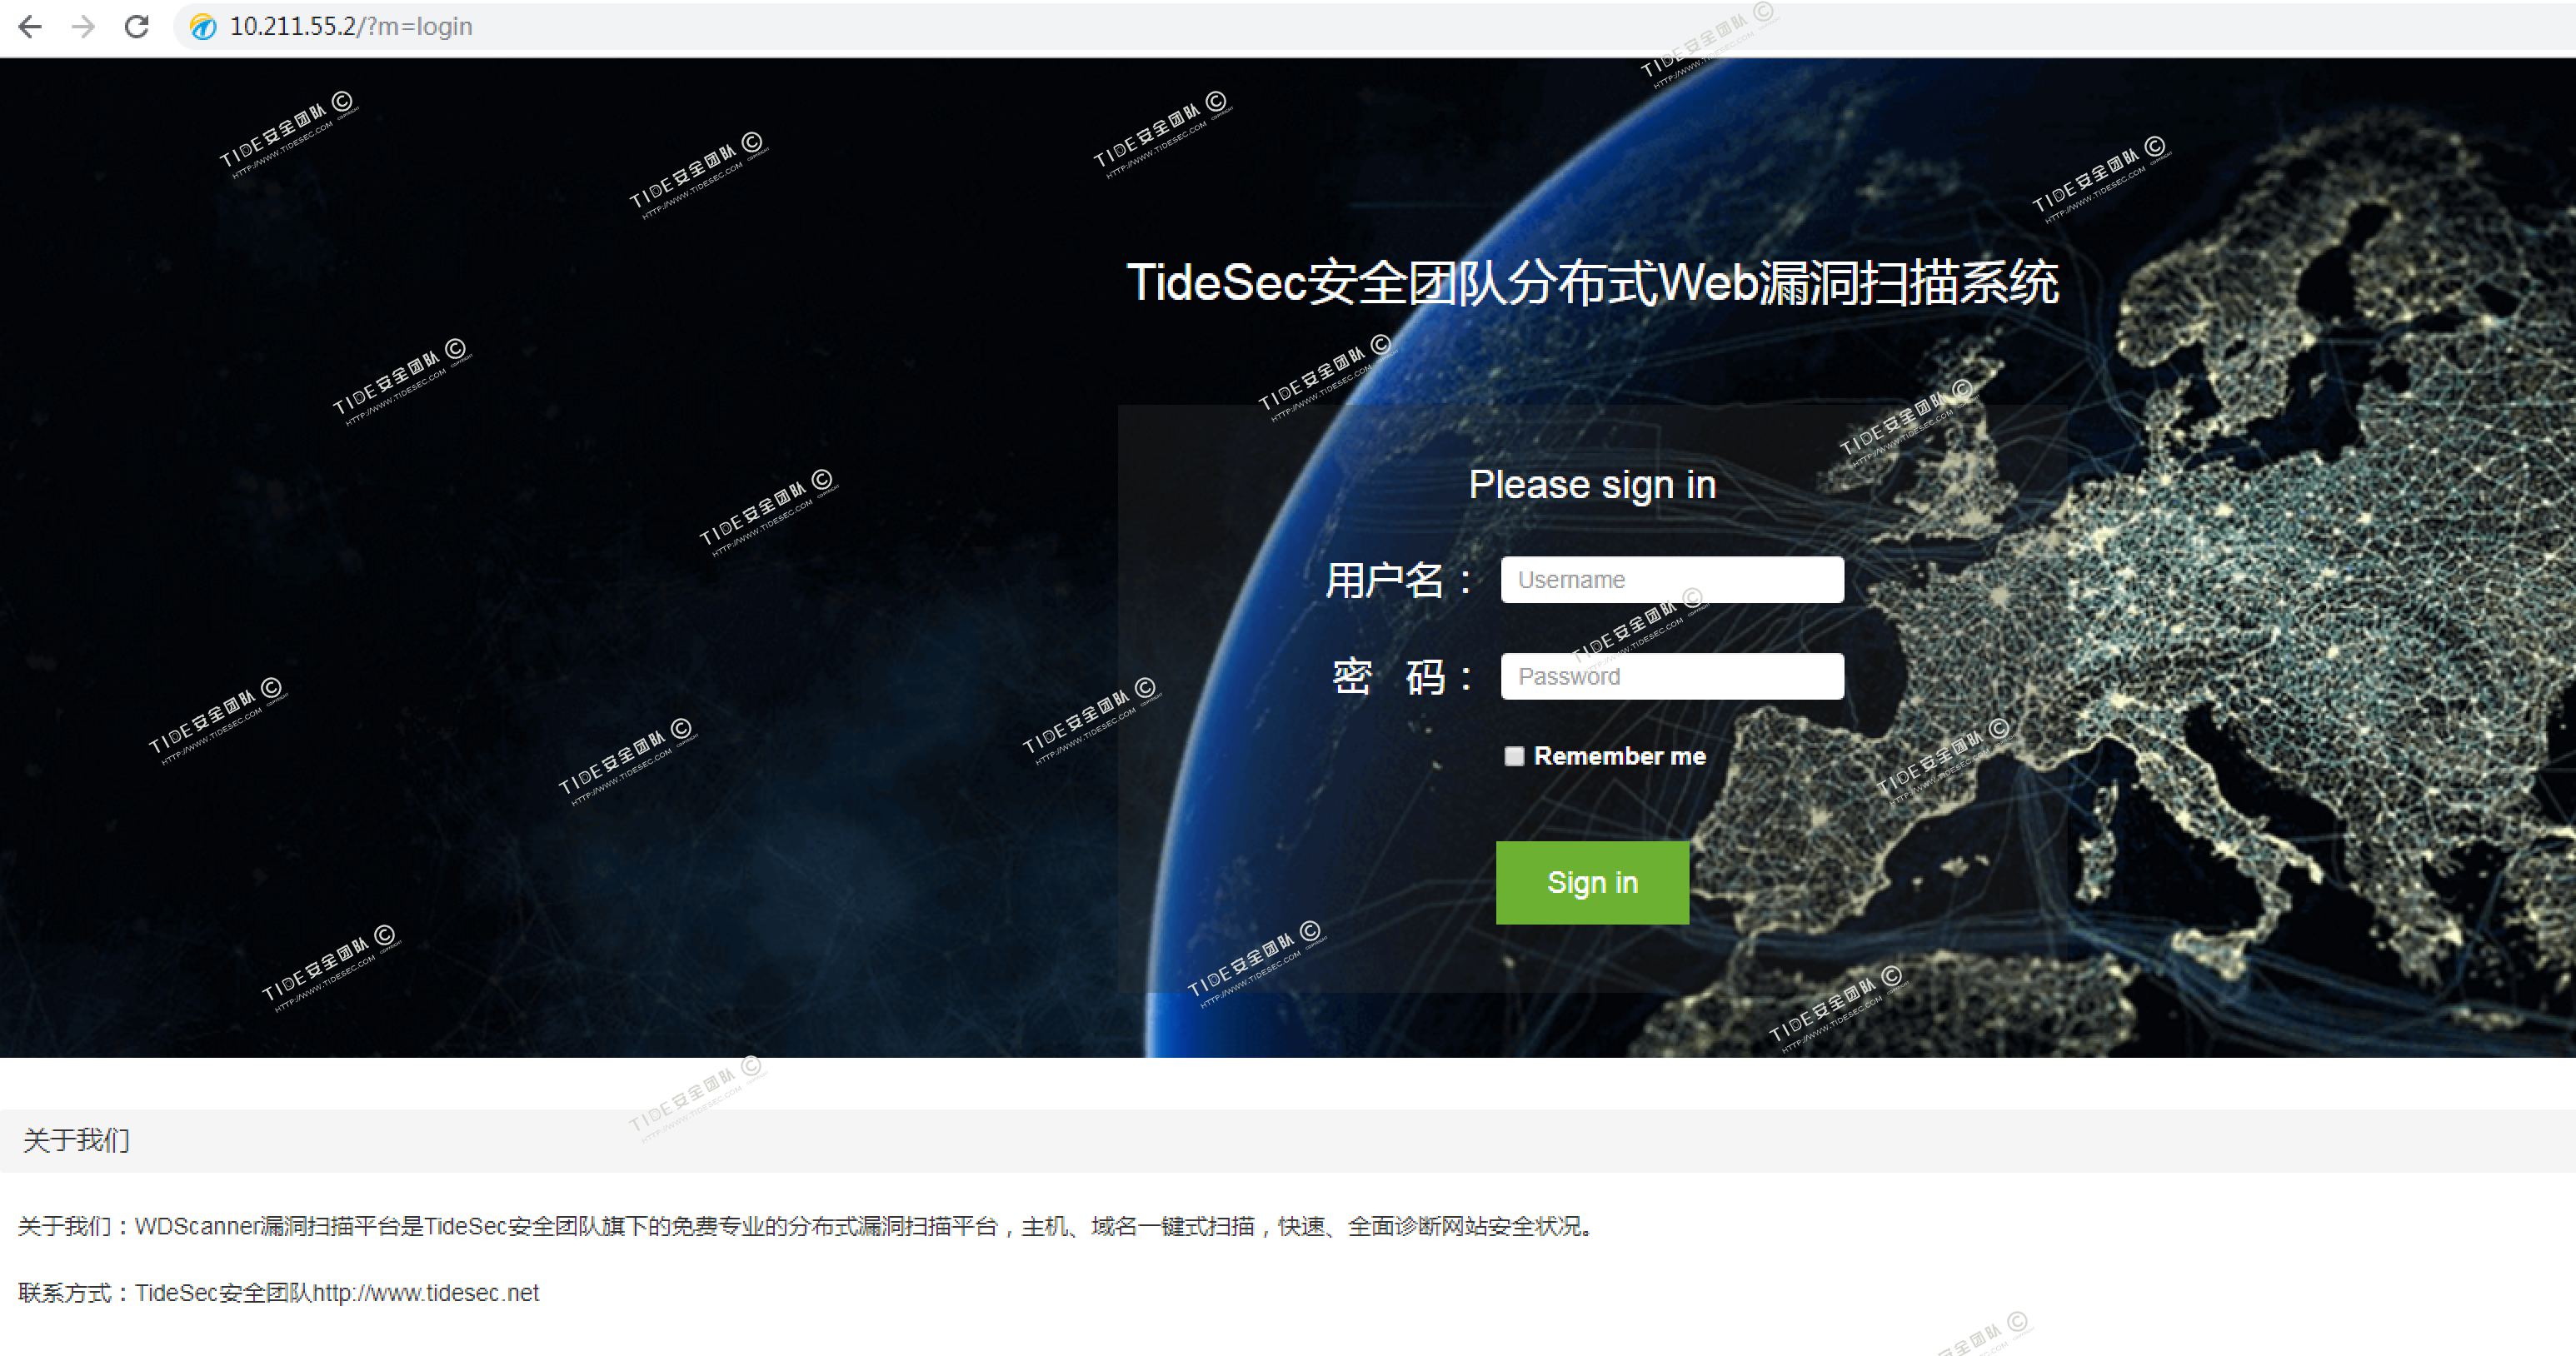 10.211.55.2/?m=login
TIDE安全团队 ©
HTTP://WWW.TIDESEC.COM COPYRIGHT
TideSec安全团队分布式Web漏洞扫描系统
Please sign in
用户名：Username
密 码：Password
Remember me
Sign in
关于我们
关于我们：WDScanner漏洞扫描平台是TideSec安全团队旗下的免费专业的分布式漏洞扫描平台，主机、域名一键式扫描，快速、全面诊断网站安全状况。
联系方式：TideSec安全团队http://www.tidesec.net